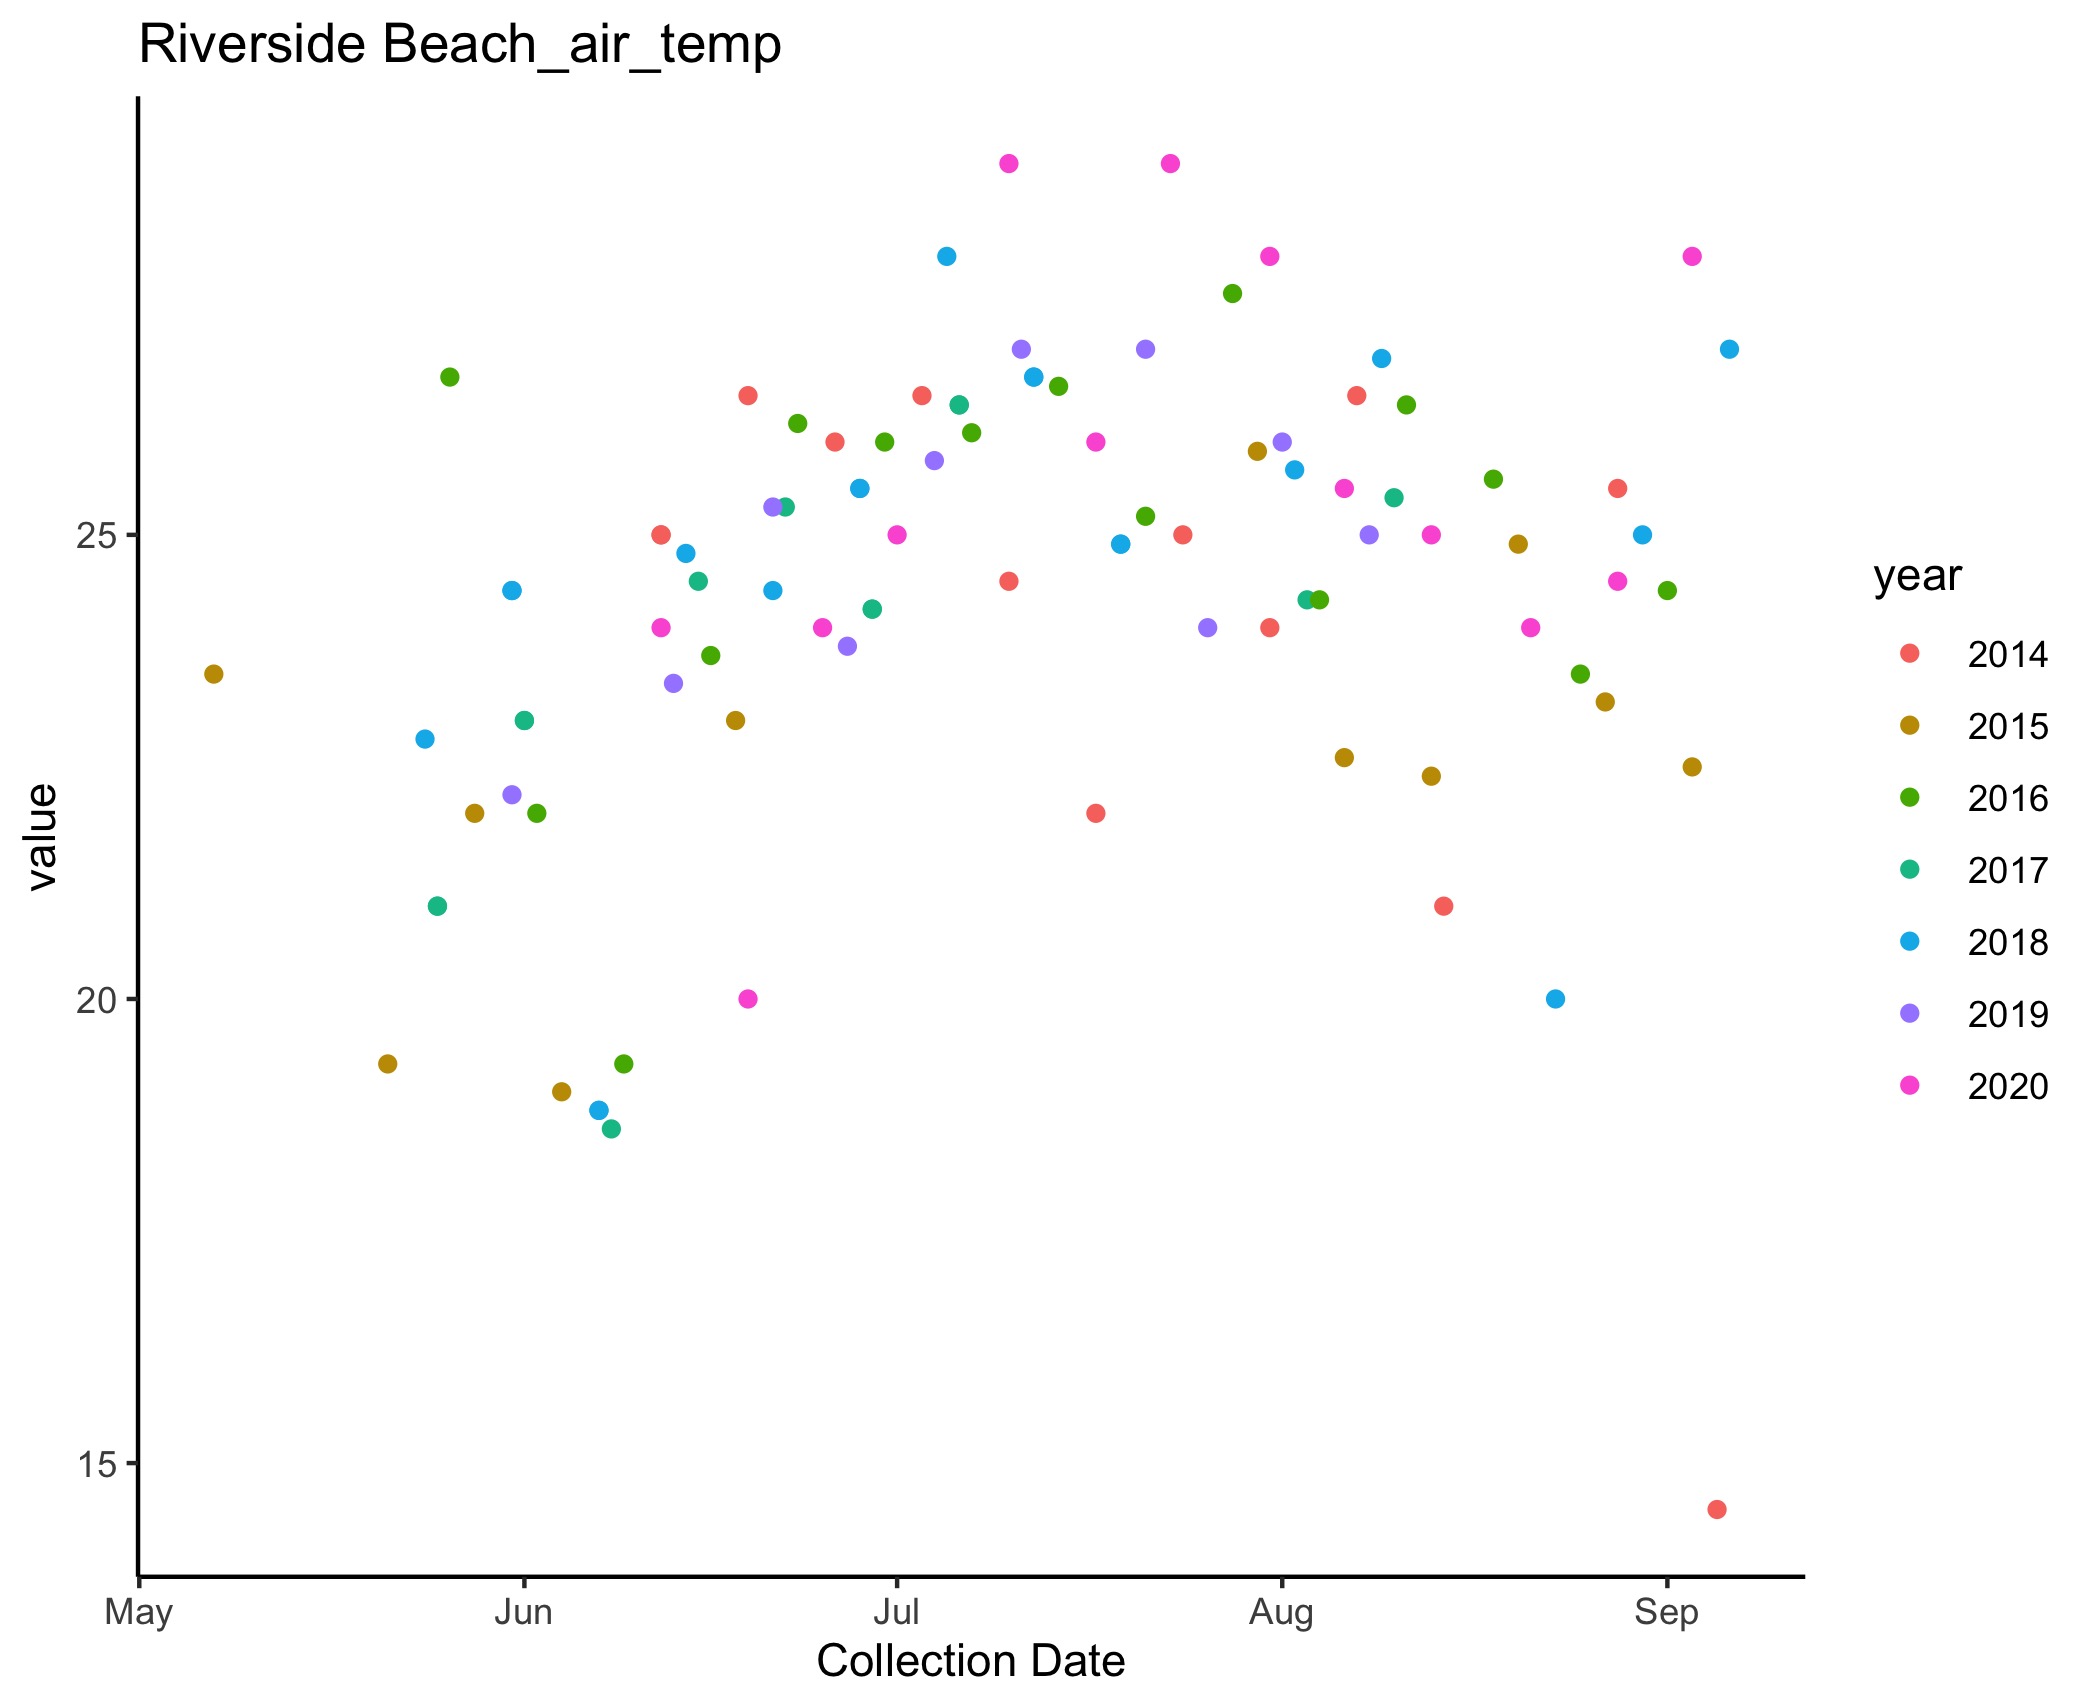 Riverside Beach_air_temp
value
25
20
15
May Jun Jul Aug Sep
Collection Date
year
2014
2015
2016
2017
2018
2019
2020